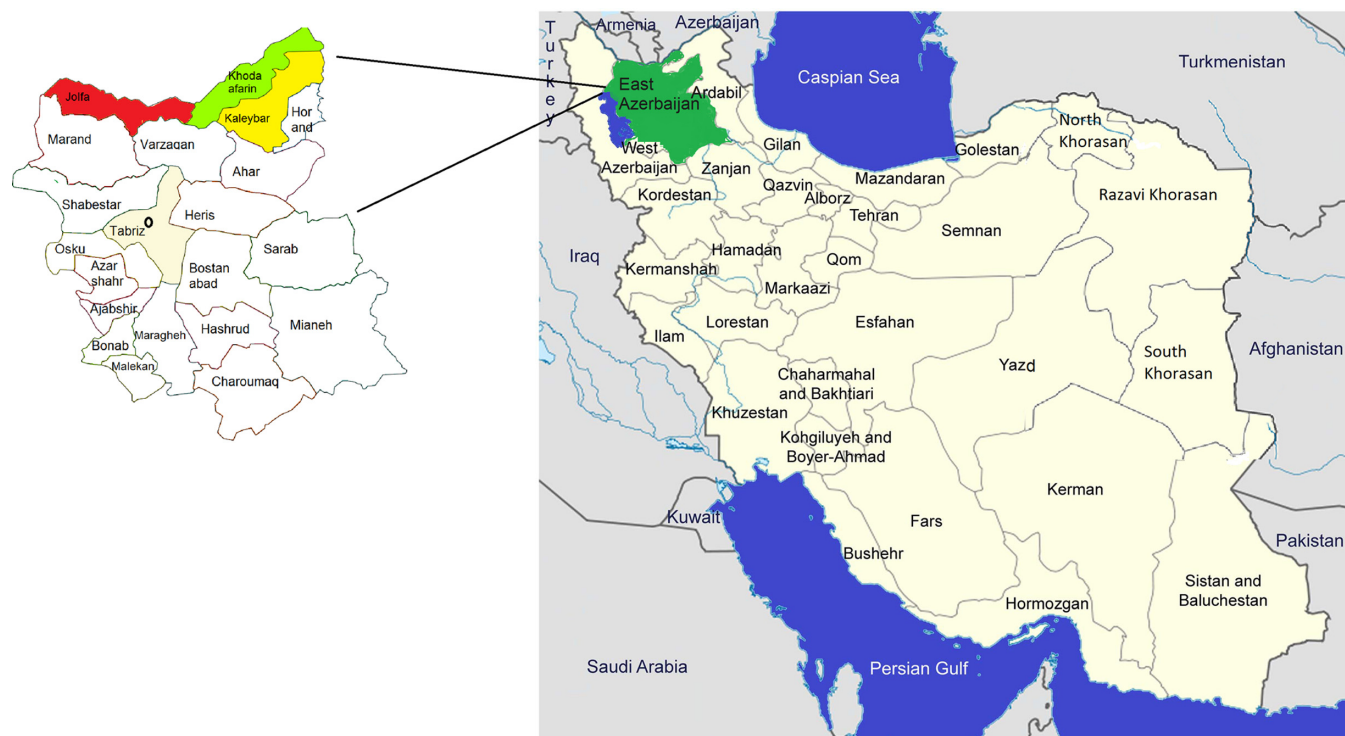 Khoda
afarin
Jolfa
Kaleybar
Hor
and
Marand
Varzaqan
Ahar
Shabestar
Heris
Tabriz
Osku
Sarab
Azar
shahr
Bostan
abad
Ajabshir
Bonab
Maragheh
Hashrud
Mianeh
Malekan
Charoumaq
Turkey
Armenia
Azerbaijan
Caspian Sea
Turkmenistan
East
Azerbaijan
Ardabil
West
Azerbaijan
Zanjan
Gilan
Golestan
North
Khorasan
Kordestan
Qazvin
Alborz
Mazandaran
Tehran
Razavi Khorasan
Semnan
Iraq
Hamadan
Qom
Kermanshah
Markaazi
Lorestan
Esfahan
Ilam
Yazd
South
Khorasan
Afghanistan
Chaharmahal
and Bakhtiari
Khuzestan
Kohgiluyeh and
Boyer-Ahmad
Kerman
Kuwait
Fars
Bushehr
Pakistan
Sistan and
Baluchestan
Hormozgan
Saudi Arabia
Persian Gulf